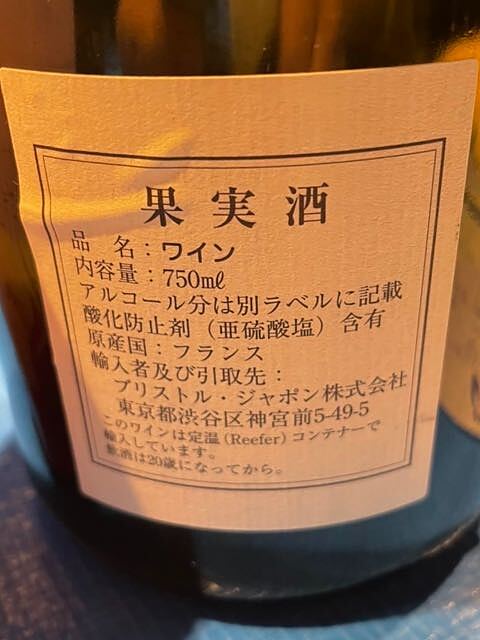 果実酒
品　名：ワイン
内容量：750mℓ
アルコール分は別ラベルに記載
酸化防止剤（亜硫酸塩）含有
原産国：フランス
輸入者及び引取先：
ブリストル・ジャポン株式会社
東京都渋谷区神宮前5-49-5
このワインは定温(Reefer)コンテナーで
輸入しています。
飲酒は20歳になってから。